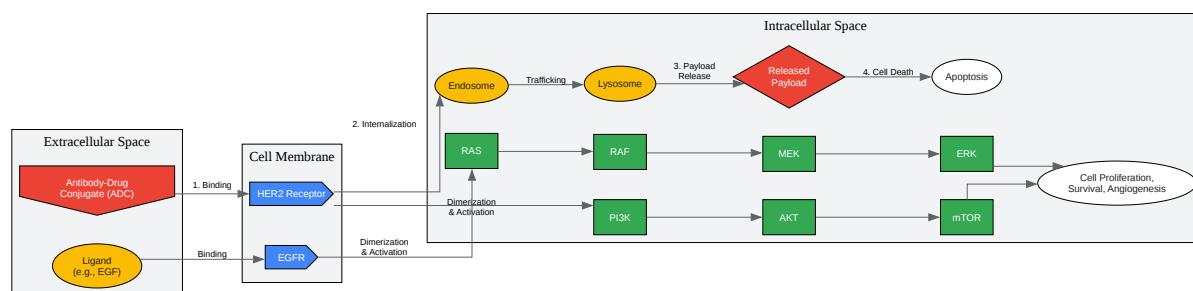 Intracellular Space
Endosome
Trafficking
Lysosome
3. Payload
Release
Released
Payload
4. Cell Death
Apoptosis
2. Internalization
Extracellular Space
Antibody-Drug
Conjugate (ADC)
1. Binding
Cell Membrane
HER2 Receptor
RAS
RAF
MEK
ERK
Cell Proliferation,
Survival, Angiogenesis
Dimerization
& Activation
PI3K
AKT
mTOR
Ligand
(e.g., EGF)
Binding
EGFR
Dimerization
& Activation